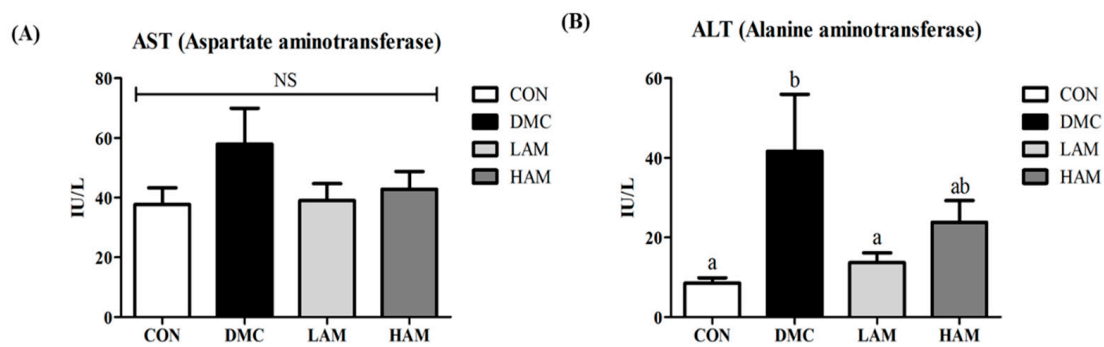 (A)
AST (Aspartate aminotransferase)
80
60
40
20
0
IU/L
NS
CON
DMC
LAM
HAM
CON
DMC
LAM
HAM
(B)
ALT (Alanine aminotransferase)
60
40
20
0
IU/L
a
b
a
ab
CON
DMC
LAM
HAM
CON
DMC
LAM
HAM